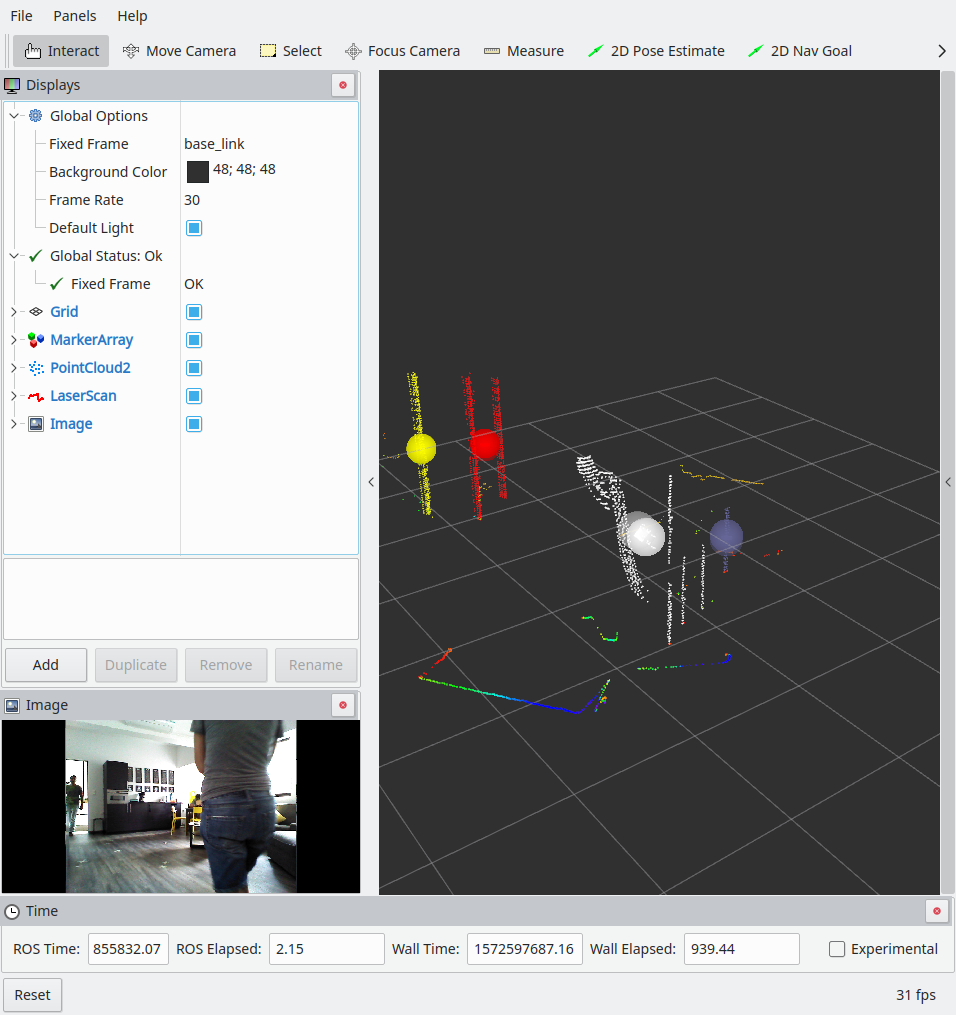 File Panels Help
Interact Move Camera Select Focus Camera Measure 2D Pose Estimate 2D Nav Goal
Displays
Global Options
Fixed Frame base_link
Background Color 48; 48; 48
Frame Rate 30
Default Light
Global Status: Ok
Fixed Frame OK
Grid
MarkerArray
PointCloud2
LaserScan
Image
Add Duplicate Remove Rename
Image
Time
ROS Time: 855832.07 ROS Elapsed: 2.15 Wall Time: 1572597687.16 Wall Elapsed: 939.44 Experimental
Reset 31 fps